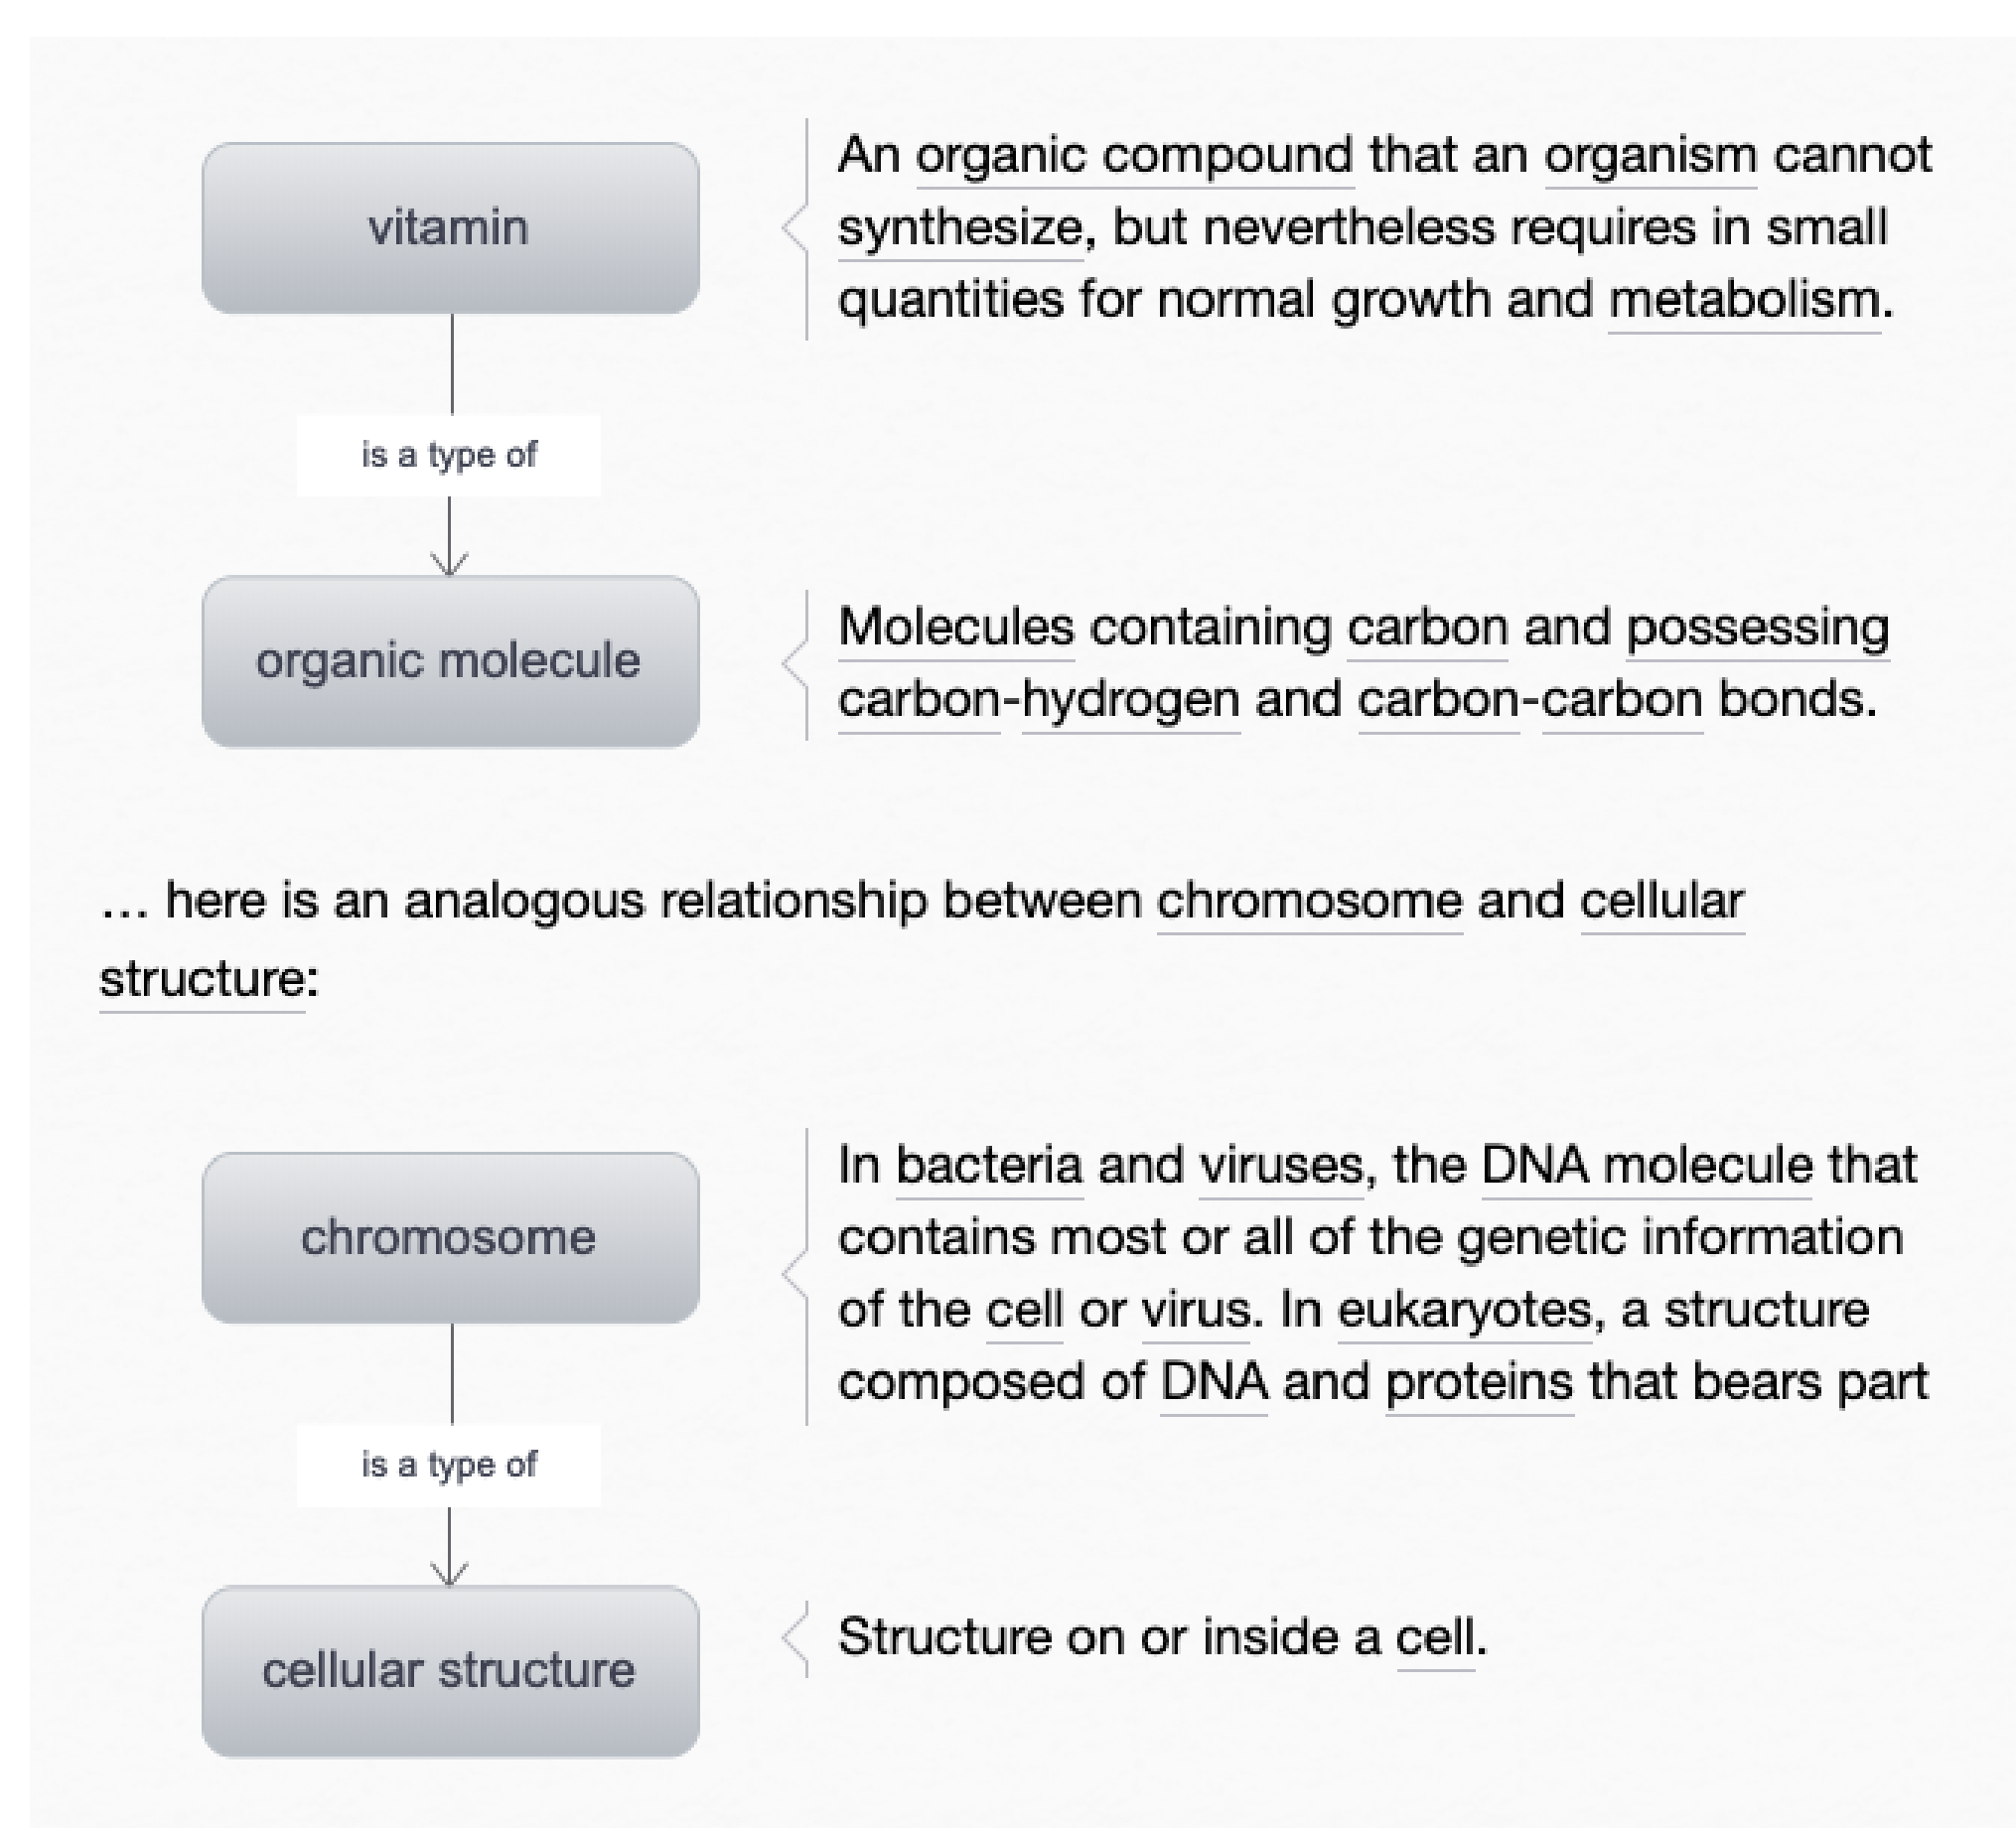 vitamin
An organic compound that an organism cannot
synthesize, but nevertheless requires in small
quantities for normal growth and metabolism.
is a type of
organic molecule
Molecules containing carbon and possessing
carbon-hydrogen and carbon-carbon bonds.
... here is an analogous relationship between chromosome and cellular
structure:
chromosome
In bacteria and viruses, the DNA molecule that
contains most or all of the genetic information
of the cell or virus. In eukaryotes, a structure
composed of DNA and proteins that bears part
is a type of
cellular structure
Structure on or inside a cell.